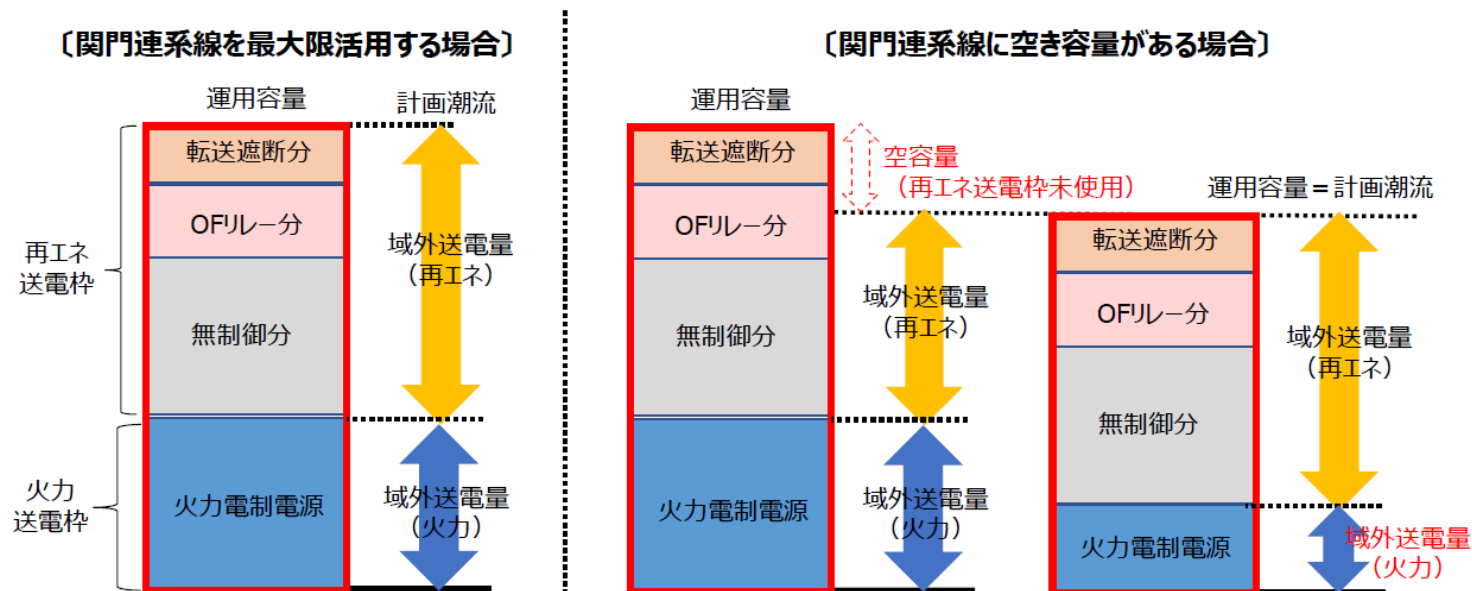 〔関門連系線を最大限活用する場合〕
運用容量
計画潮流
転送遮断分
OFリレー分
無制御分
火力電制電源
再エネ
送電枠
火力
送電枠
域外送電量
（再エネ）
域外送電量
（火力）
〔関門連系線に空き容量がある場合〕
運用容量
転送遮断分
OFリレー分
無制御分
火力電制電源
空容量
（再エネ送電枠未使用）
域外送電量
（再エネ）
域外送電量
（火力）
運用容量＝計画潮流
転送遮断分
OFリレー分
無制御分
火力電制電源
域外送電量
（再エネ）
域外送電量
（火力）